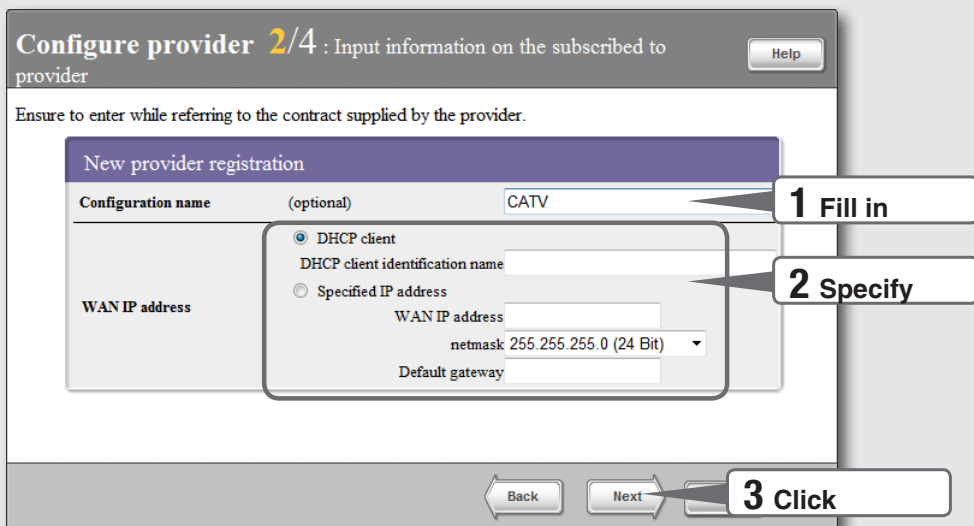 Configure provider 2/4 : Input information on the subscribed to
provider
Help
Ensure to enter while referring to the contract supplied by the provider.
New provider registration
Configuration name (optional) CATV
1 Fill in
DHCP client
DHCP client identification name
2 Specify
Specified IP address
WAN IP address
WAN IP address
netmask 255.255.255.0 (24 Bit)
Default gateway
Back
Next
3 Click